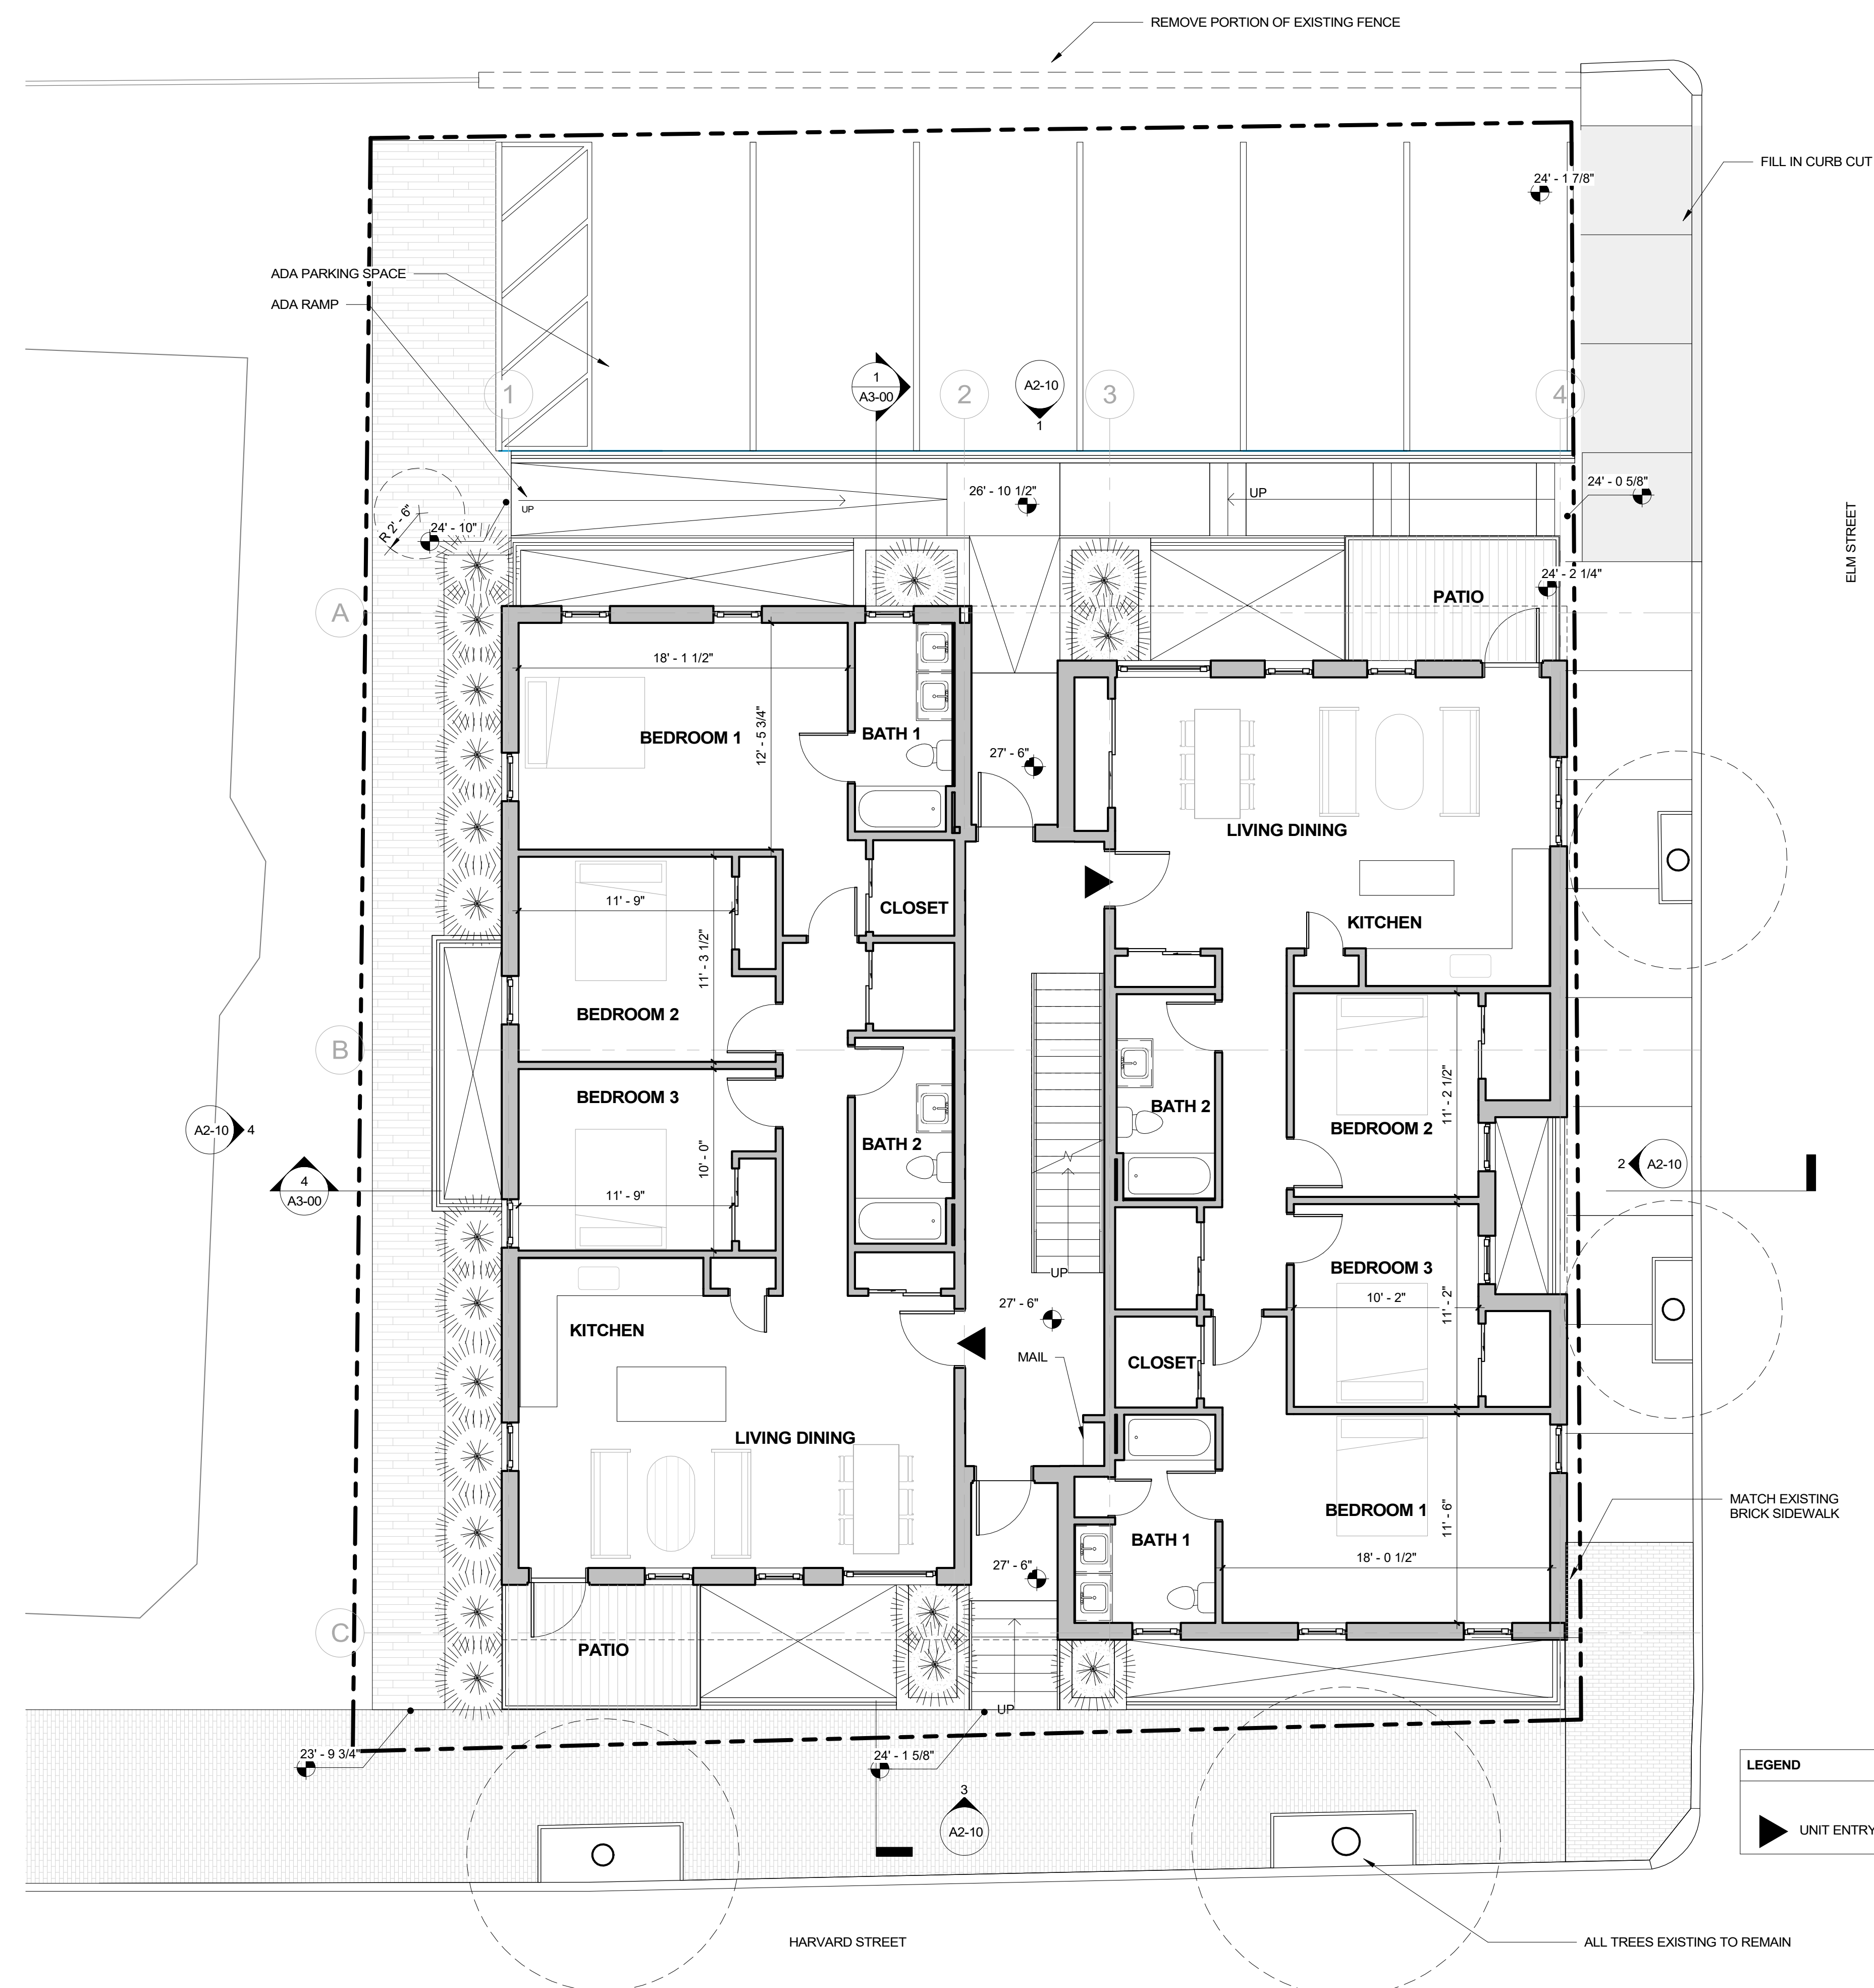 REMOVE PORTION OF EXISTING FENCE
FILL IN CURB CUT
24' - 1 7/8"
ADA PARKING SPACE
ADA RAMP
1
1
A3-00
2
A2-10
1
3
4
UP
26' - 10 1/2"
UP
24' - 0 5/8"
R 2' - 6"
24' - 10"
ELM STREET
24' - 2 1/4"
A
PATIO
18' - 1 1/2"
12' - 5 3/4"
BEDROOM 1
BATH 1
27' - 6"
LIVING DINING
11' - 9"
CLOSET
KITCHEN
11' - 3 1/2"
BEDROOM 2
B
BEDROOM 3
11' - 2 1/2"
BATH 2
A2-10
4
BATH 2
BEDROOM 2
10' - 0"
2
A2-10
4
A3-00
11' - 9"
UP
BEDROOM 3
10' - 2"
11' - 2"
27' - 6"
KITCHEN
MAIL
CLOSET
LIVING DINING
MATCH EXISTING
BRICK SIDEWALK
BEDROOM 1
11' - 6"
BATH 1
18' - 0 1/2"
27' - 6"
C
PATIO
UP
23' - 9 3/4"
24' - 1 5/8"
LEGEND
3
A2-10
UNIT ENTRY
HARVARD STREET
ALL TREES EXISTING TO REMAIN